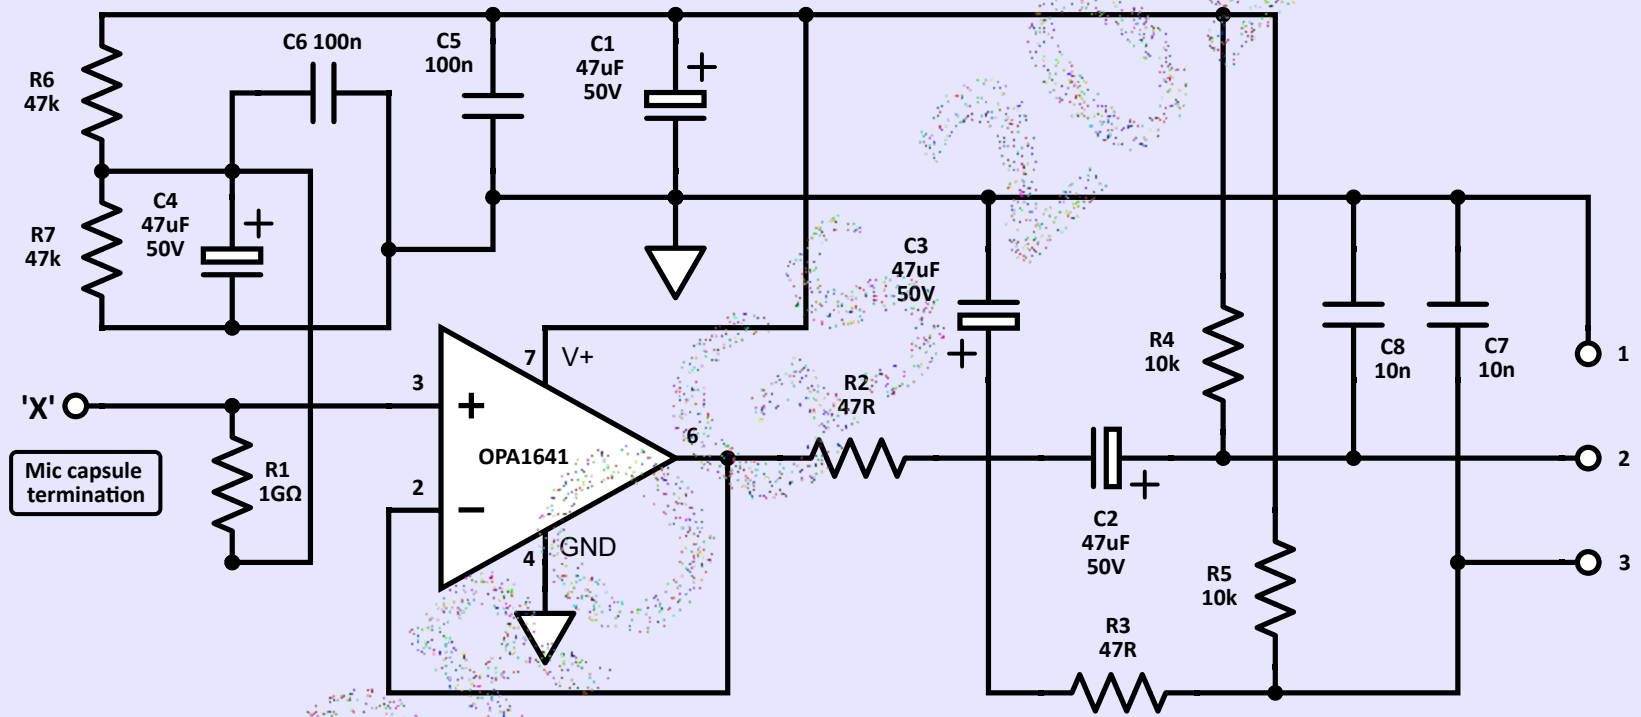 C6 100n
C5
100n
C1
47uF
50V
+
R6
47k
C4
47uF
50V
+
R7
47k
C3
47uF
50V
+
R4
10k
C8
10n
C7
10n
1
7
V+
3
'X'
+
R2
47R
6
2
Mic capsule
termination
R1
1GΩ
OPA1641
2
−
+
C2
47uF
50V
4
GND
3
R5
10k
R3
47R